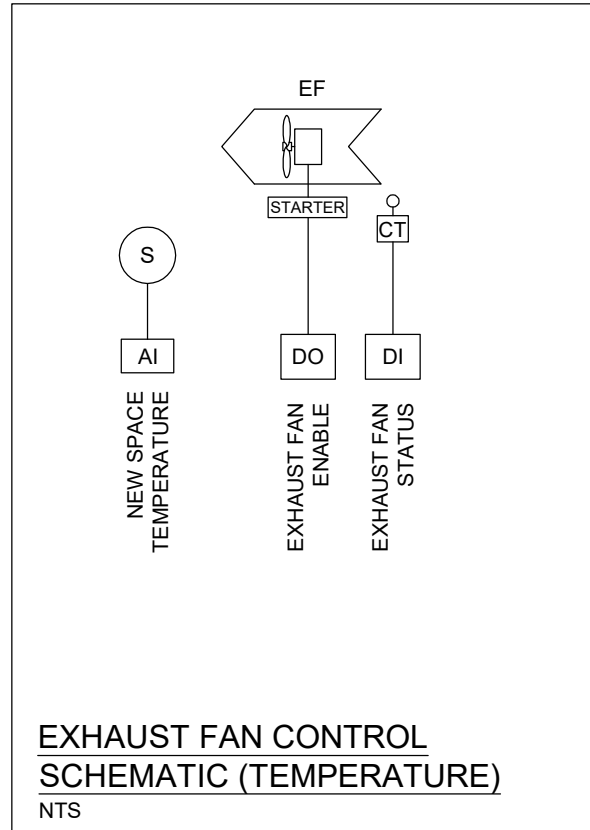 EF
STARTER
CT
S
AI
DO
DI
NEW SPACE
TEMPERATURE
EXHAUST FAN
ENABLE
EXHAUST FAN
STATUS
EXHAUST FAN CONTROL
SCHEMATIC (TEMPERATURE)
NTS